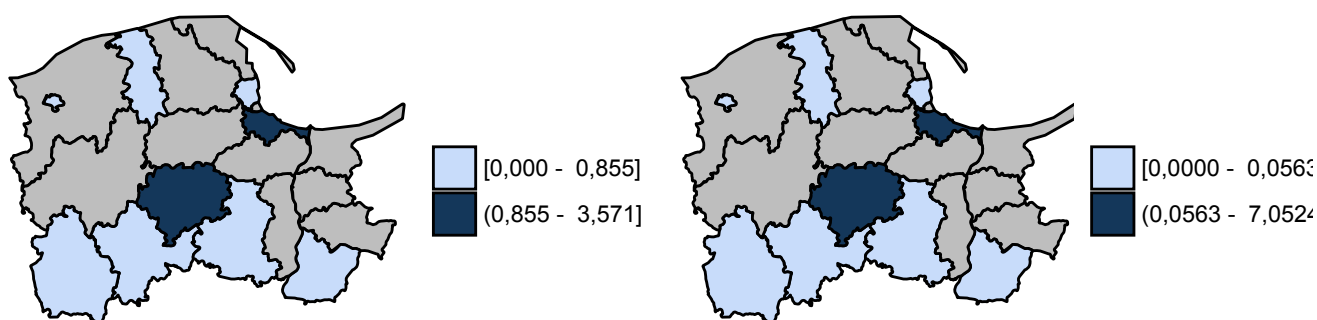 [0,000 - 0,855]
(0,855 - 3,571]
[0,0000 - 0,0563
(0,0563 - 7,0524